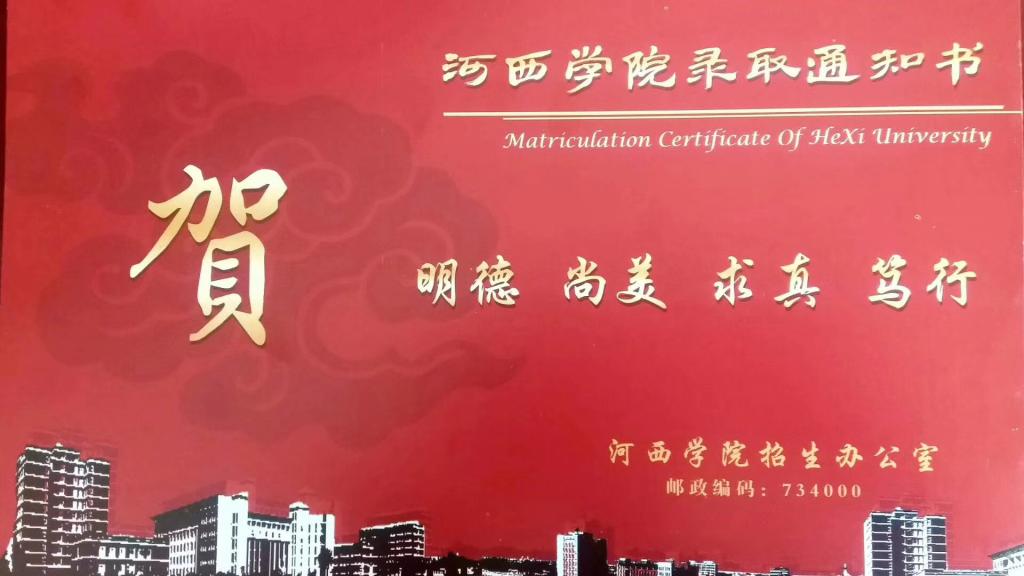 河西学院录取通知书
Matriculation Certificate Of HeXi University
贺
明德 尚美 求真 笃行
河西学院招生办公室
邮政编码：734000